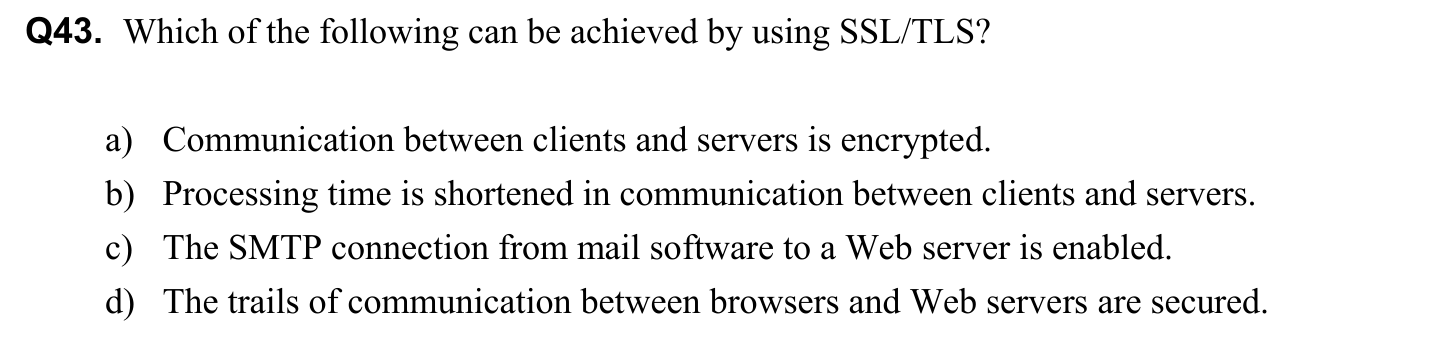 Q43. Which of the following can be achieved by using SSL/TLS?
a) Communication between clients and servers is encrypted.
b) Processing time is shortened in communication between clients and servers.
c) The SMTP connection from mail software to a Web server is enabled.
d) The trails of communication between browsers and Web servers are secured.